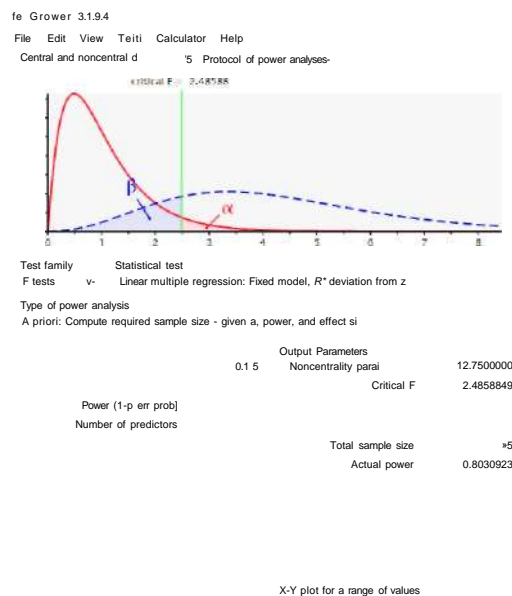 fe Grower 3.1.9.4
File Edit View Teiti Calculator Help
Central and noncentral d '5 Protocol of power analyses-
critical F = 2.48588
β
α
0 1 2 3 4 5 6 7 8
Test family Statistical test
F tests v- Linear multiple regression: Fixed model, R* deviation from z
Type of power analysis
A priori: Compute required sample size - given a, power, and effect si
Output Parameters
0.1 5 Noncentrality parai 12.7500000
Critical F 2.4858849
Power (1-p err prob]
Number of predictors
Total sample size »5
Actual power 0.8030923
X-Y plot for a range of values